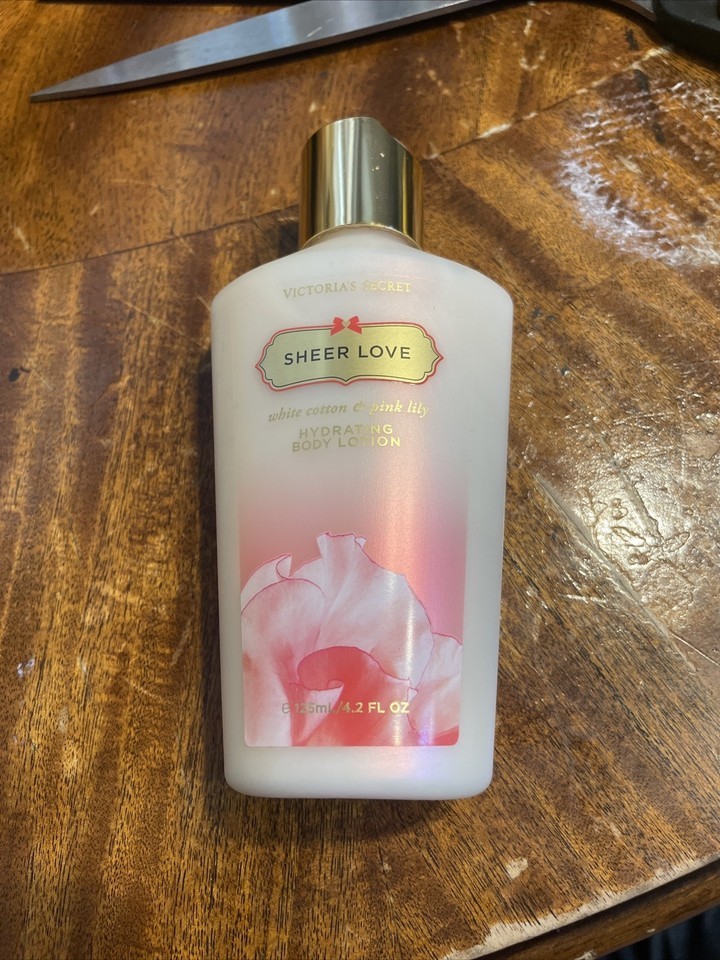 VICTORIA'S SECRET
SHEER LOVE
white cotton & pink lily
HYDRATING
BODY LOTION
℮ 125ml /4.2 FL OZ